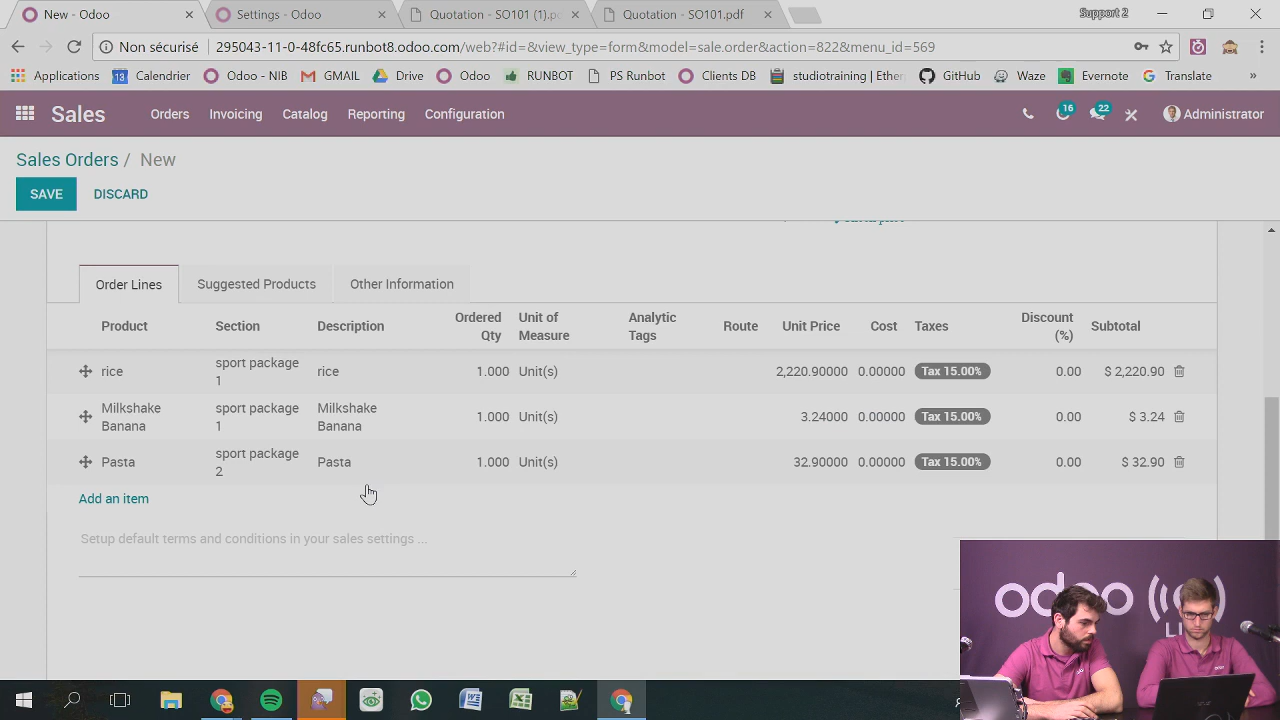 New - Odoo
Settings - Odoo
Quotation - SO101 (1).p
Quotation - SO101.pdf
Support 2
Non sécurisé
295043-11-0-48fc65.runbot8.odoo.com/web?#id=&view_type=form&model=sale.order&action=822&menu_id=569
Applications
Calendrier
Odoo - NIB
GMAIL
Drive
Odoo
RUNBOT
PS Runbot
Clients DB
studio_training | Ether
GitHub
Waze
Evernote
Translate
»
Sales
Orders
Invoicing
Catalog
Reporting
Configuration
16
22
Administrator
Sales Orders / New
SAVE
DISCARD
Order Lines
Suggested Products
Other Information
Product
Section
Description
Ordered
Qty
Unit of
Measure
Analytic
Tags
Route
Unit Price
Cost
Taxes
Discount
(%)
Subtotal
rice
sport package
1
rice
1.000
Unit(s)
2,220.90000
0.00000
Tax 15.00%
0.00
$ 2,220.90
Milkshake
Banana
sport package
1
Milkshake
Banana
1.000
Unit(s)
3.24000
0.00000
Tax 15.00%
0.00
$ 3.24
Pasta
sport package
2
Pasta
1.000
Unit(s)
32.90000
0.00000
Tax 15.00%
0.00
$ 32.90
Add an item
Setup default terms and conditions in your sales settings ...
odoo